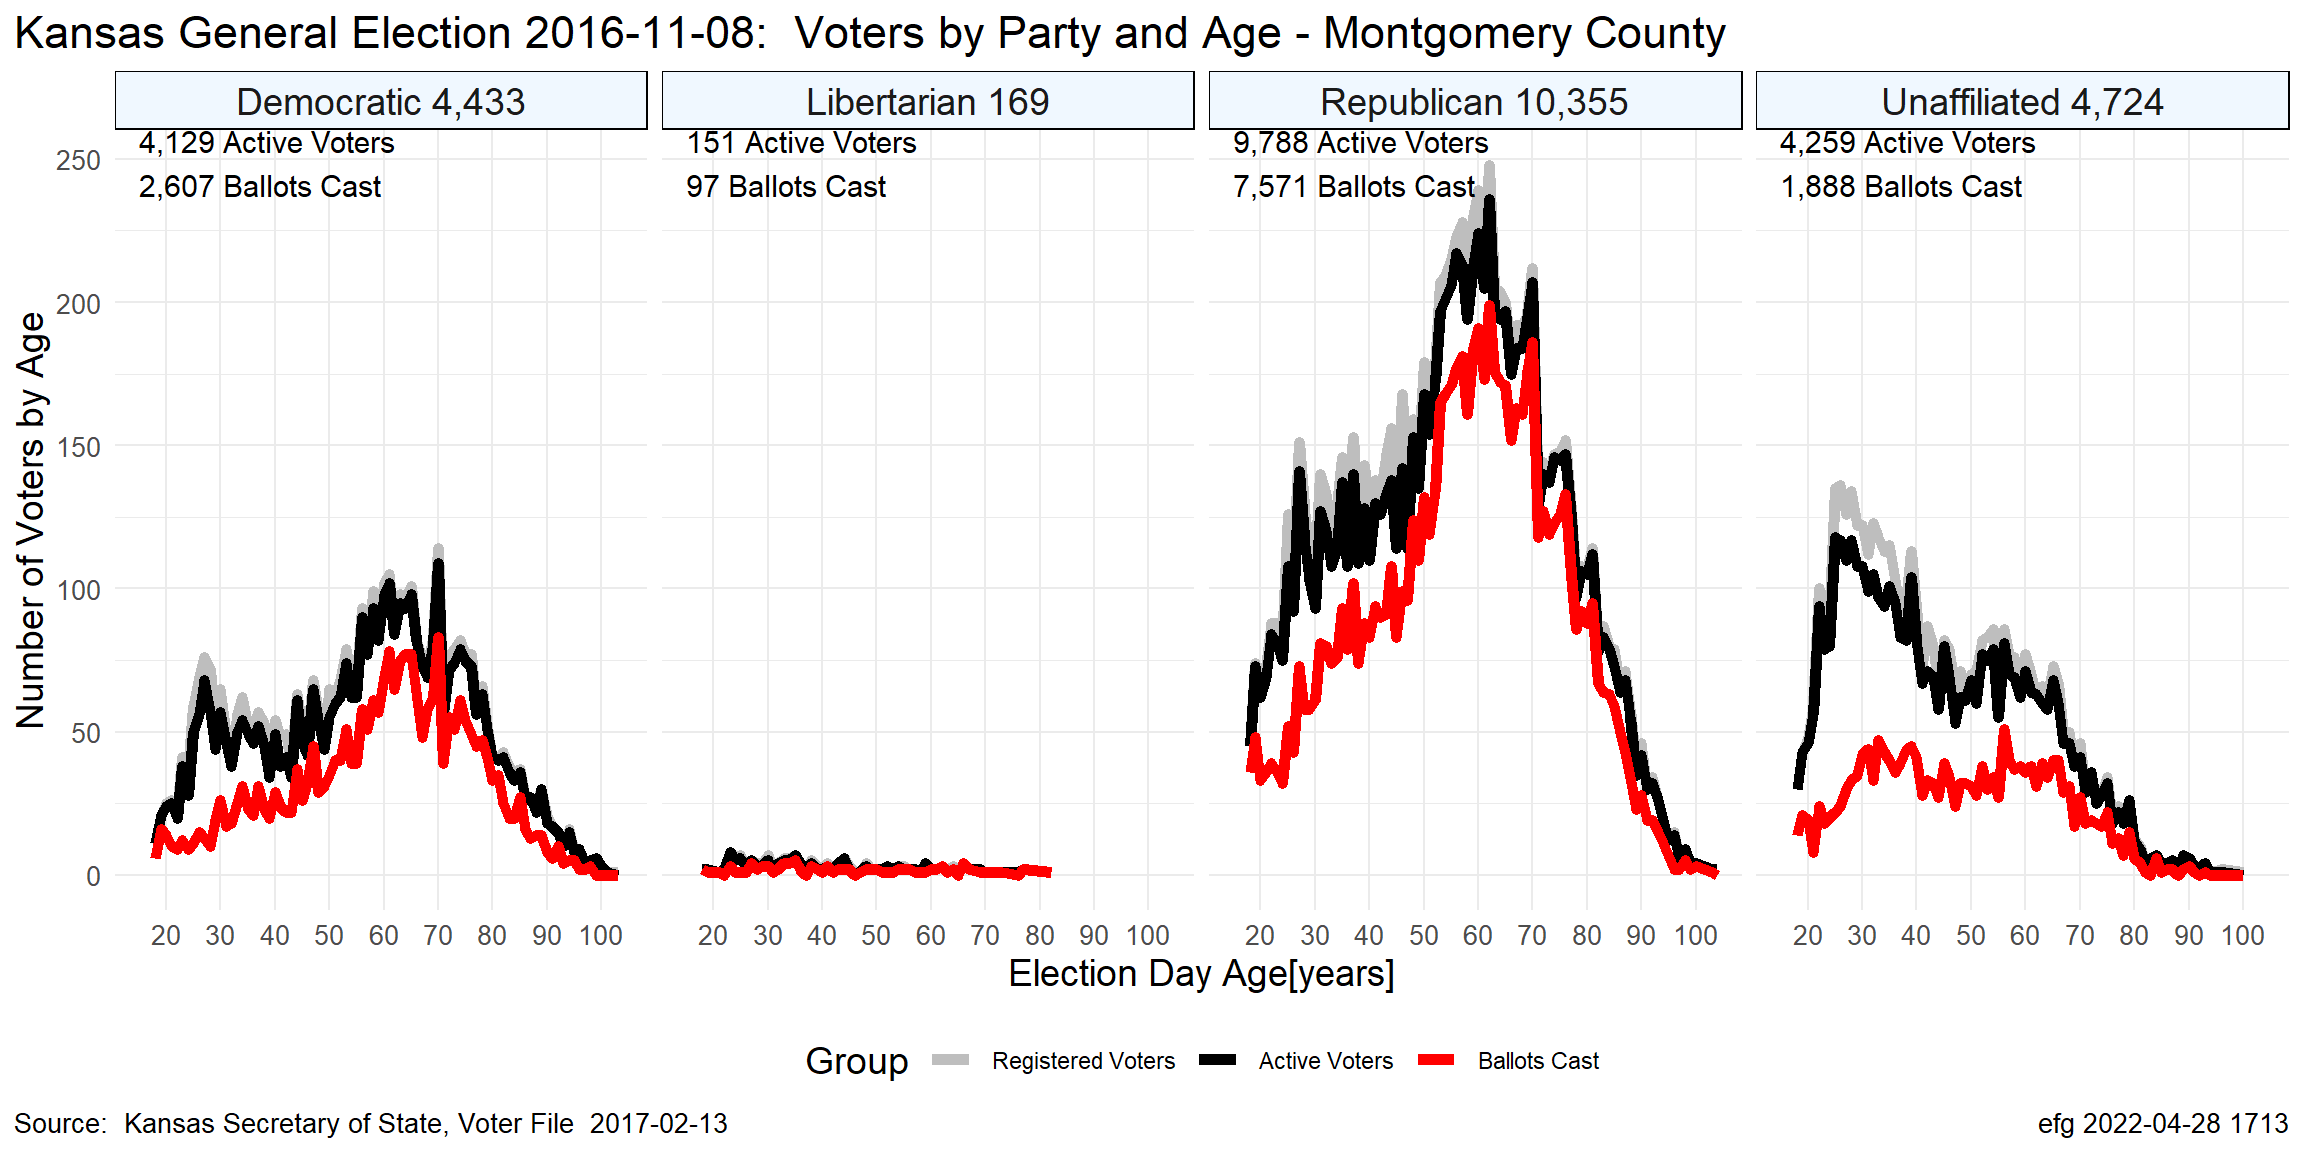 Kansas General Election 2016-11-08:  Voters by Party and Age - Montgomery County
Democratic 4,433
Libertarian 169
Republican 10,355
Unaffiliated 4,724
4,129 Active Voters
2,607 Ballots Cast
151 Active Voters
97 Ballots Cast
9,788 Active Voters
7,571 Ballots Cast
4,259 Active Voters
1,888 Ballots Cast
Number of Voters by Age
250
200
150
100
50
0
20 30 40 50 60 70 80 90 100
20 30 40 50 60 70 80 90 100
20 30 40 50 60 70 80 90 100
20 30 40 50 60 70 80 90 100
Election Day Age[years]
Group Registered Voters Active Voters Ballots Cast
Source:  Kansas Secretary of State, Voter File  2017-02-13
efg 2022-04-28 1713